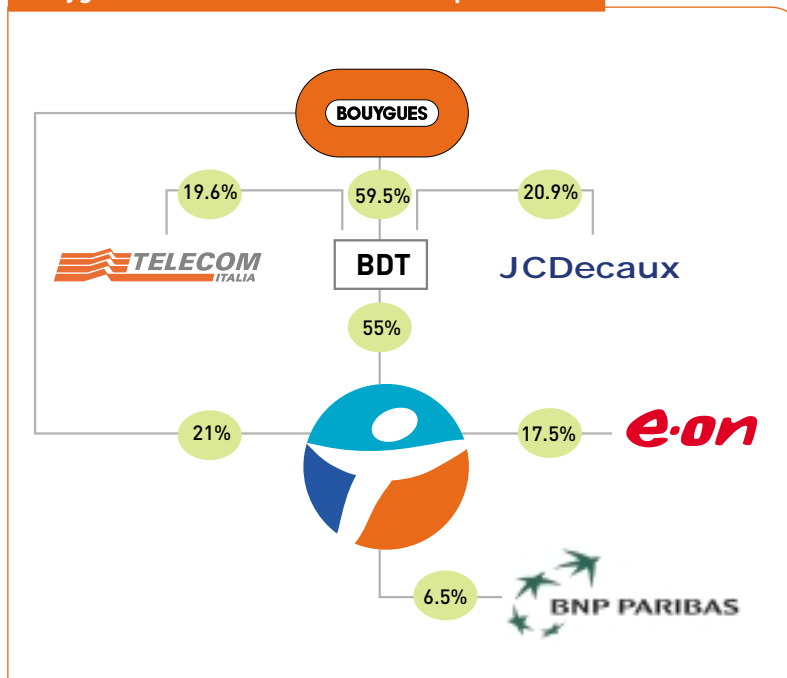 BOUYGUES
19.6%
59.5%
20.9%
TELECOM
ITALIA
BDT
JCDecaux
55%
21%
17.5%
e·on
6.5%
BNP PARIBAS